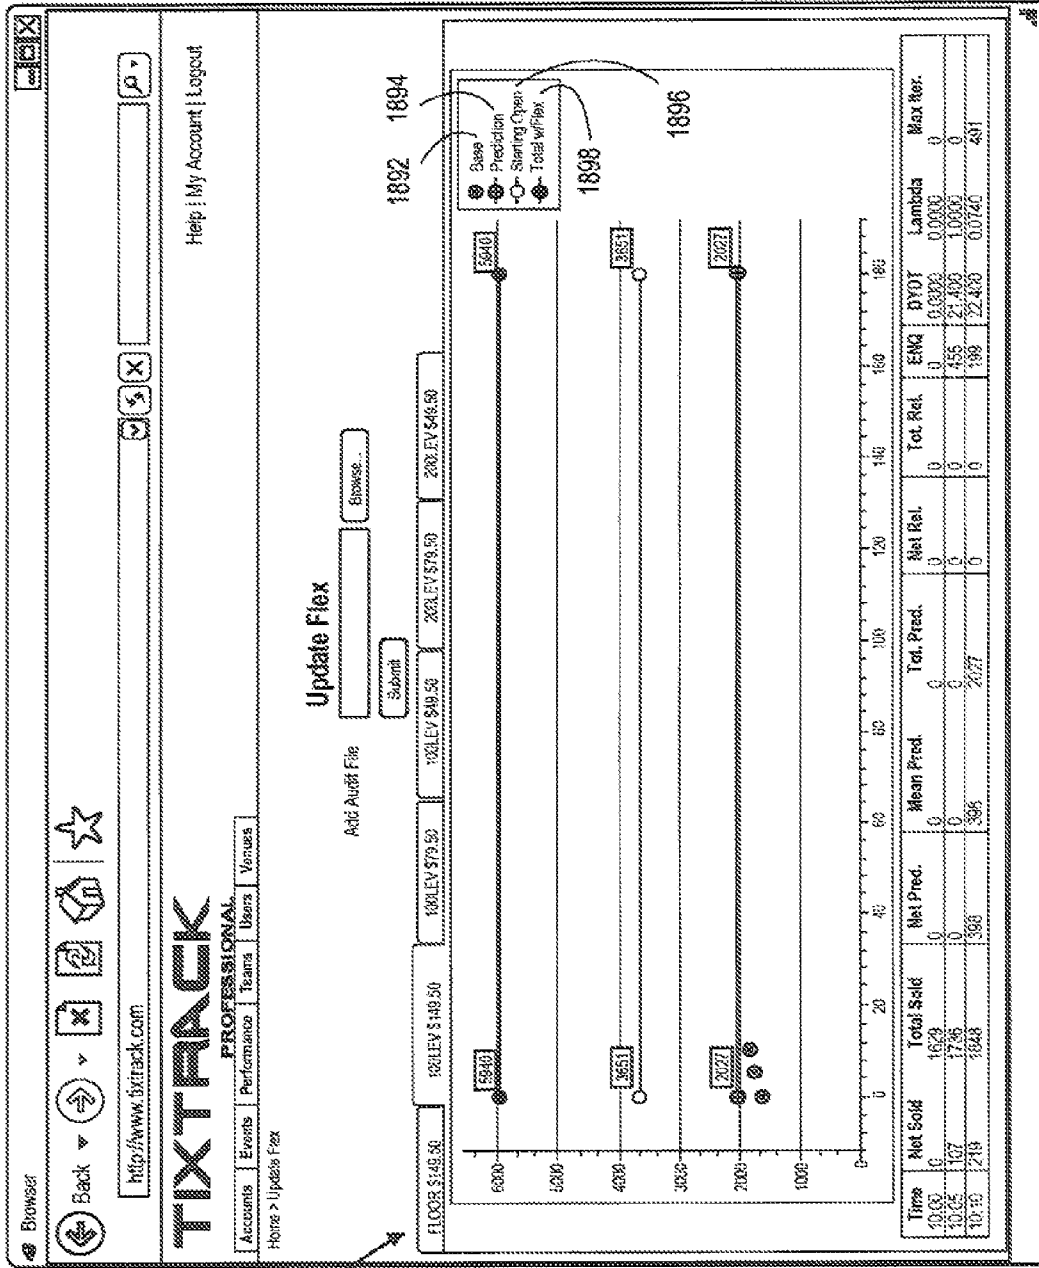 Browser
Back
http://www.tixtrack.com
TIXTRACK
PROFESSIONAL
Help | My Account | Logout
Accounts Events Performance Teams Users Venues
Home > Update Flex
Update Flex
Add Audit File Browse...
Submit
FLOOR $149.50 100LEV $149.50 100LEV $79.50 100LEV $49.50 200LEV $79.50 200LEV $49.50
1892 1894
Base
Prediction
Starting Open
Total w/Flex
1898 1896
6000
5000
4000
3000
2000
1000
0
5940 5940
3651 3651
2027 2027
0 20 40 60 80 100 120 140 160 180
Time Net Sold Total Sold Net Pred. Mean Pred. Tot. Pred. Net Rel. Tot. Rel. ENQ DYDT Lambda Max Iter.
10:00 0 1629 0 0 0 0 0 0 0.0000 0.0000 0
10:05 107 1736 0 0 0 0 0 455 21.400 1.0000 0
10:10 219 1848 398 398 2027 0 0 199 22.400 0.0740 491